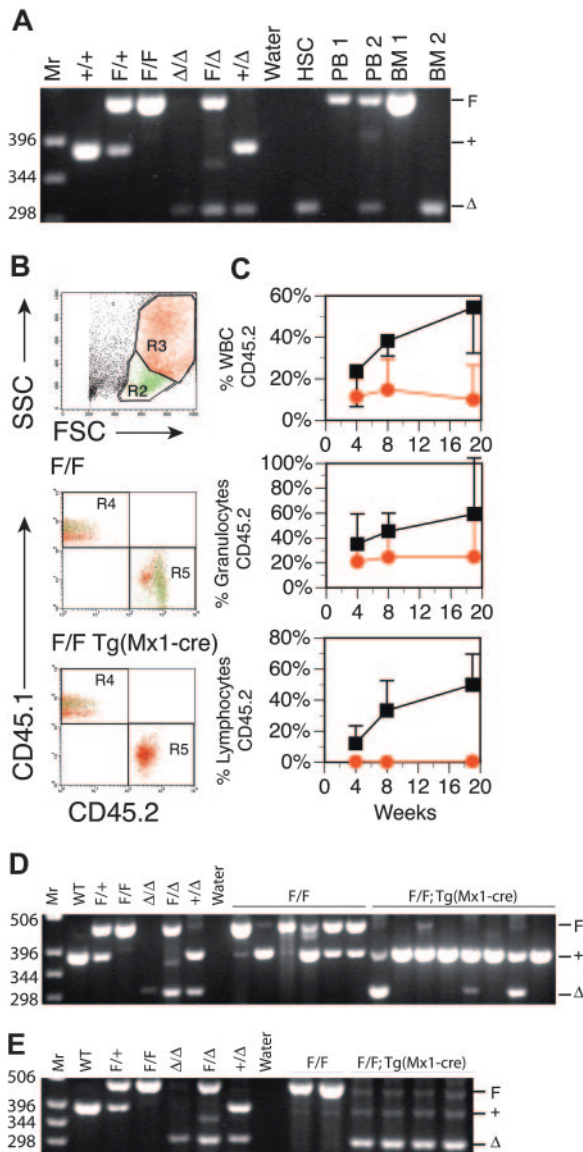 A
Mr +/+ F/+ F/F Δ/Δ F/Δ +/Δ Water HSC PB 1 PB 2 BM 1 BM 2
F
396
+
344
298
Δ
B
SSC
R3
R2
FSC
F/F
R4
R5
F/F Tg(Mx1-cre)
R4
R5
CD45.1
CD45.2
C
% WBC
CD45.2
60%
40%
20%
0%
0 4 8 12 16 20
% Granulocytes
CD45.2
100%
80%
60%
40%
20%
0%
0 4 8 12 16 20
% Lymphocytes
CD45.2
80%
60%
40%
20%
0%
0 4 8 12 16 20
Weeks
D
Mr WT F/+ F/F Δ/Δ F/Δ +/Δ Water F/F F/F; Tg(Mx1-cre)
506
F
396
+
344
298
Δ
E
Mr WT F/+ F/F Δ/Δ F/Δ +/Δ Water F/F F/F; Tg(Mx1-cre)
506
F
396
+
344
298
Δ